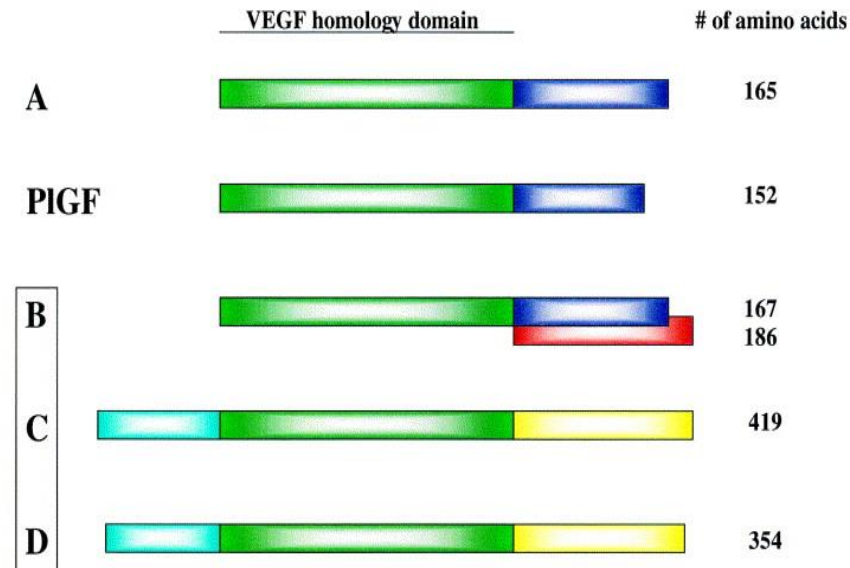 VEGF homology domain # of amino acids
A 165
PlGF 152
B 167
186
C 419
D 354